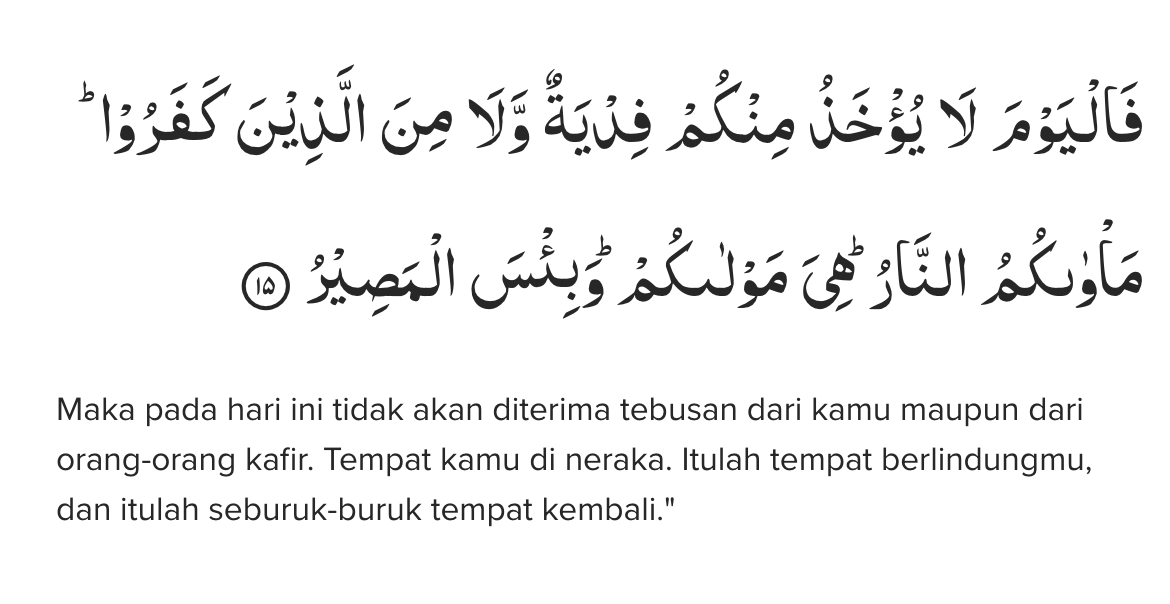 فَالْيَوْمَ لَا يُؤْخَذُ مِنْكُمْ فِدْيَةٌ وَّلَا مِنَ الَّذِيْنَ كَفَرُوْاۗ
مَأْوٰىكُمُ النَّارُۗ هِيَ مَوْلٰىكُمْۗ وَبِئْسَ الْمَصِيْرُ ۝١٥
Maka pada hari ini tidak akan diterima tebusan dari kamu maupun dari
orang-orang kafir. Tempat kamu di neraka. Itulah tempat berlindungmu,
dan itulah seburuk-buruk tempat kembali."